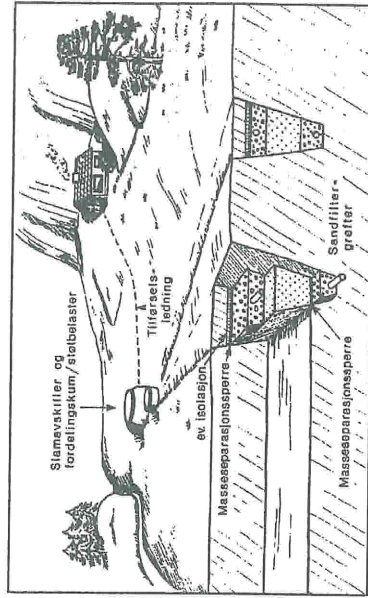 Slamavskiller og
fordelingskum/støtbelaster
Tilførsels-
ledning
ev. isolasjon
Masseseparasjonssperre
Masseseparasjonssperre
Sandfilter-
grøfter